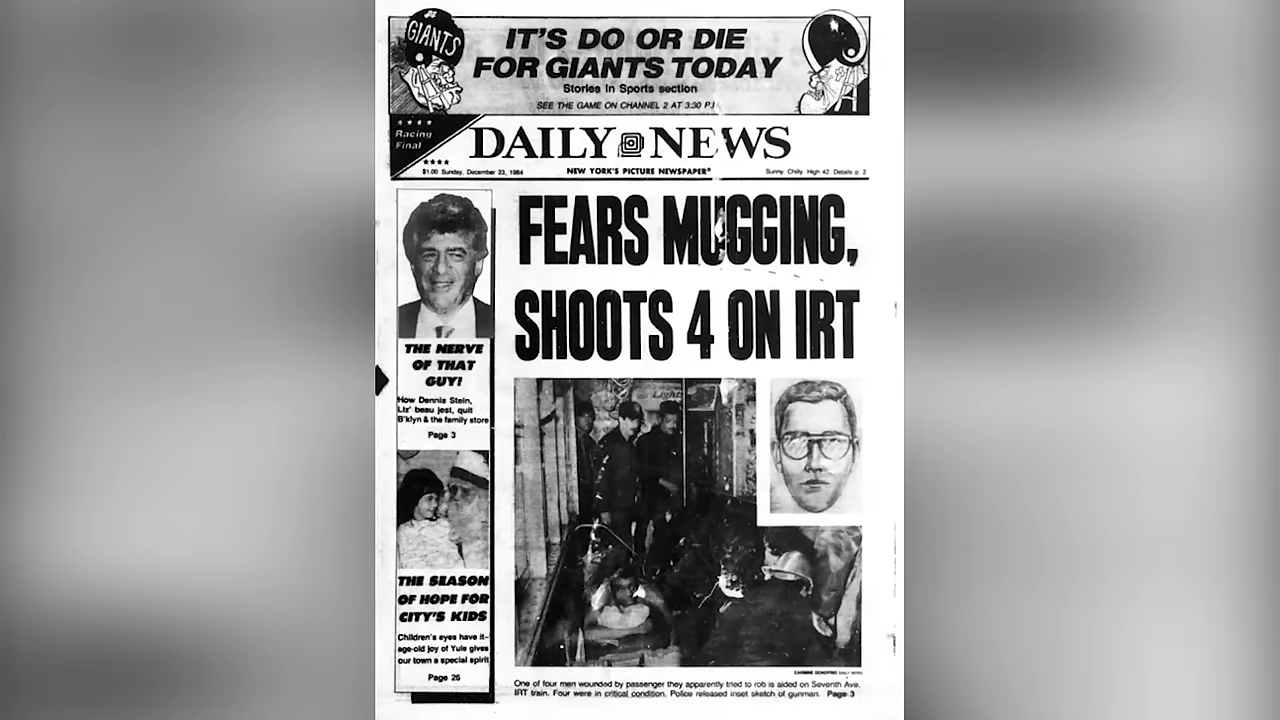 GIANTS
IT'S DO OR DIE
FOR GIANTS TODAY
Stories in Sports section
SEE THE GAME ON CHANNEL 2 AT 3:30 P.
Racing
Final
DAILY NEWS
$1.00 Sunday, December 23, 1984
NEW YORK'S PICTURE NEWSPAPER®
Sunny, Chilly. High 42. Details p. 2
FEARS MUGGING,
SHOOTS 4 ON IRT
THE NERVE
OF THAT
GUY!
How Dennis Stein,
Liz' beau jest, quit
B'klyn & the family store
Page 3
THE SEASON
OF HOPE FOR
CITY'S KIDS
Children's eyes have it—
age-old joy of Yule gives
our town a special spirit
Page 26
CARMINE DONOFRIO DAILY NEWS
One of four men wounded by passenger they apparently tried to rob is aided on Seventh Ave.
IRT train. Four were in critical condition. Police released inset sketch of gunman. Page 3